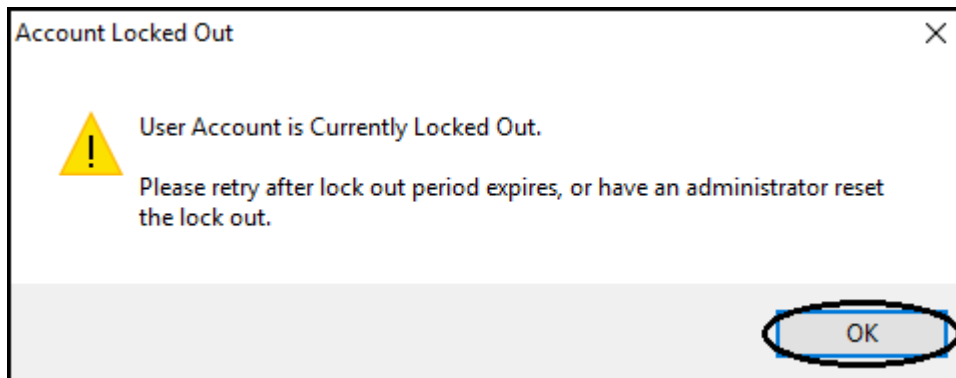 Account Locked Out
User Account is Currently Locked Out.
Please retry after lock out period expires, or have an administrator reset
the lock out.
OK